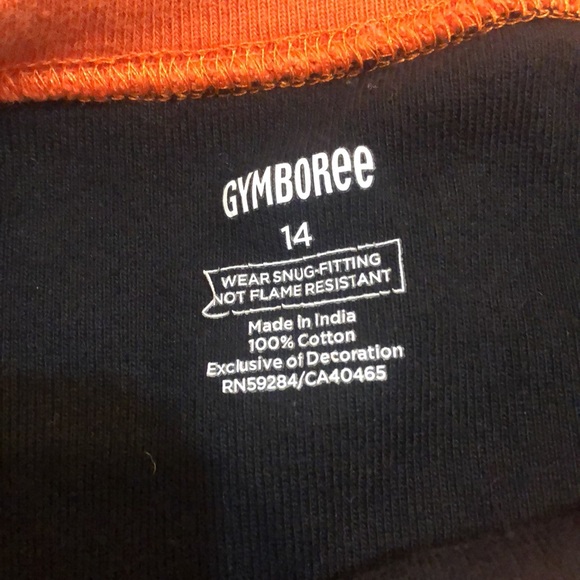 GYMBOREE
14
WEAR SNUG-FITTING
NOT FLAME RESISTANT
Made in India
100% Cotton
Exclusive of Decoration
RN59284/CA40465